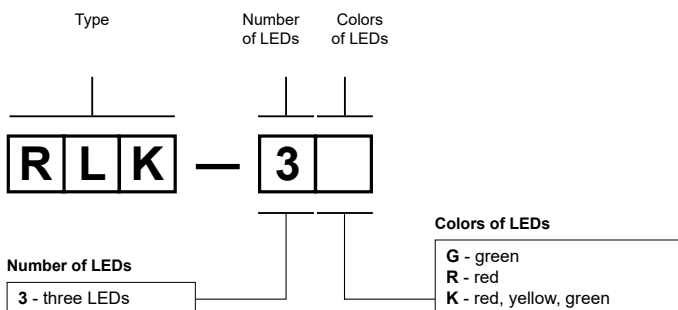 Type
Number
of LEDs
Colors
of LEDs
R L K — 3
Colors of LEDs
G - green
R - red
K - red, yellow, green
Number of LEDs
3 - three LEDs